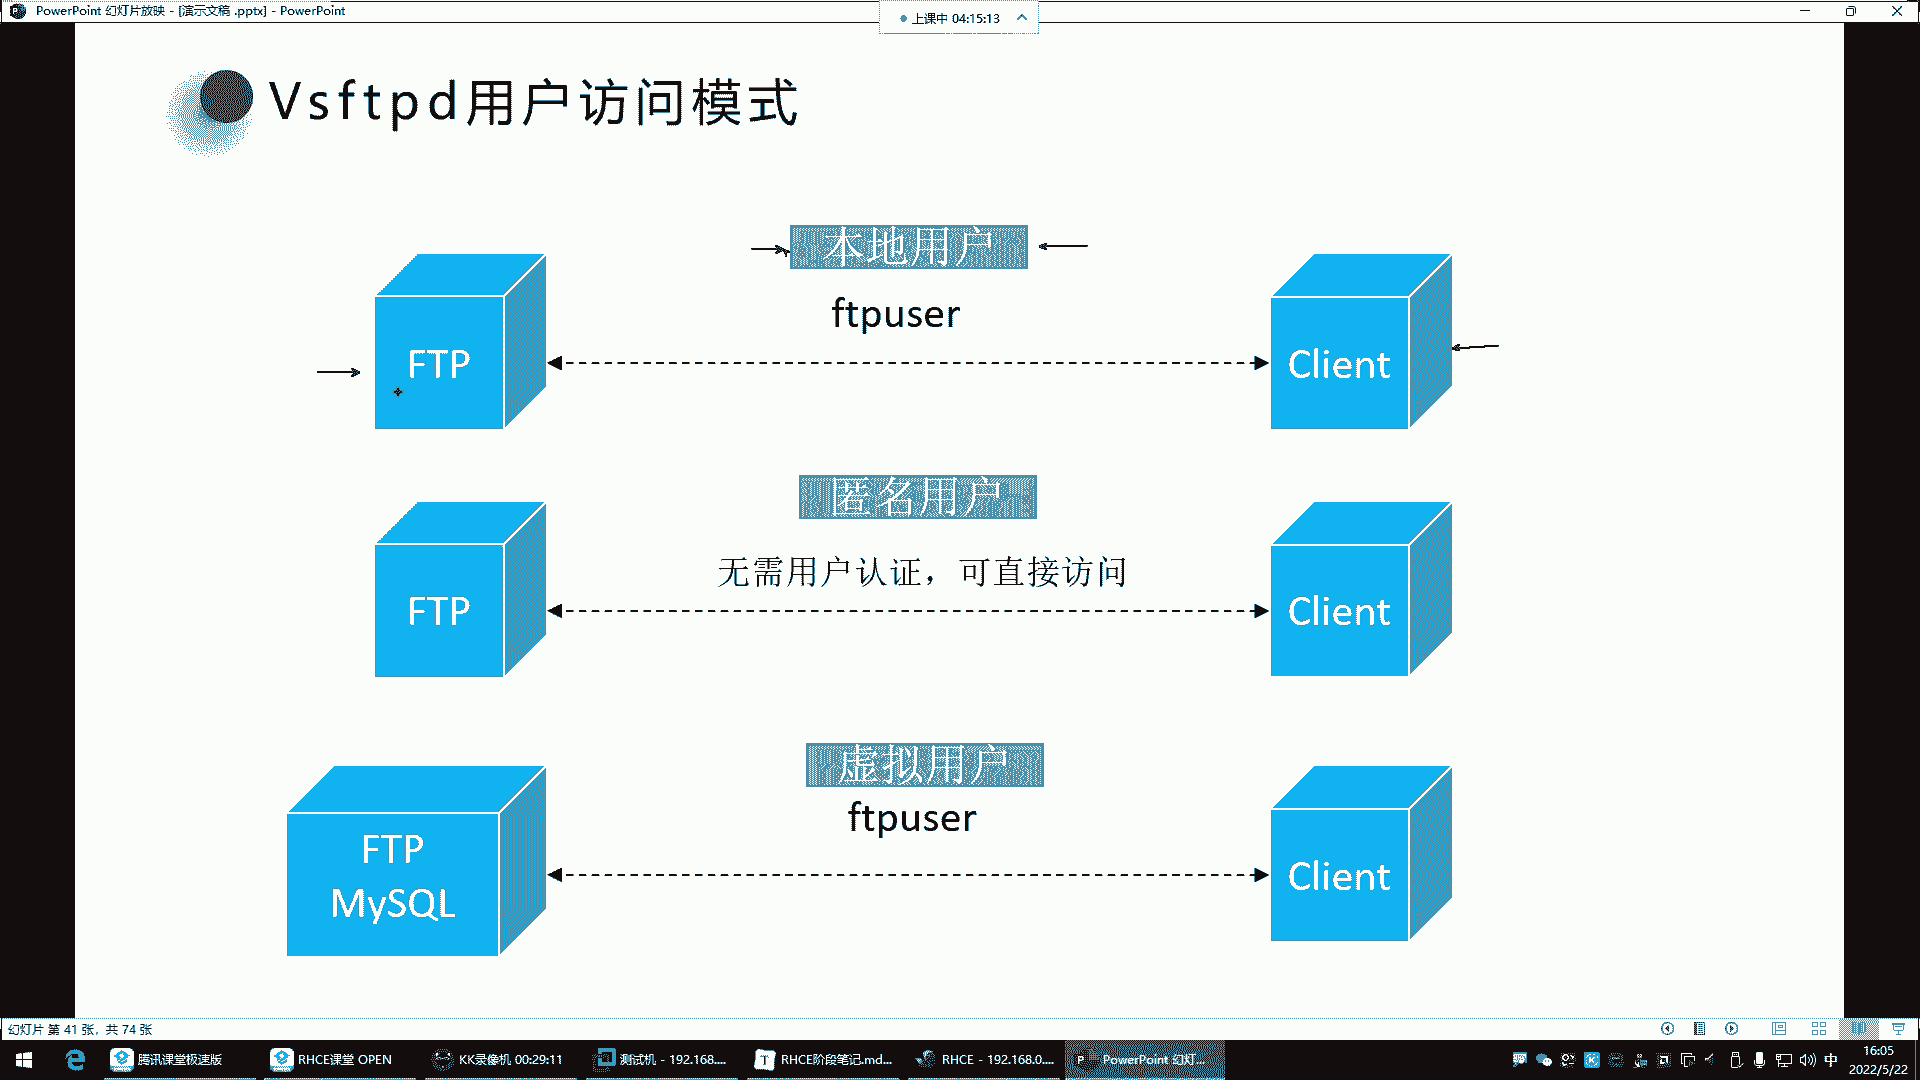 PowerPoint 幻灯片放映 - [演示文稿 .pptx] - PowerPoint
上课中 04:15:13
Vsftpd用户访问模式
本地用户
ftpuser
FTP
Client
匿名用户
无需用户认证，可直接访问
FTP
Client
虚拟用户
ftpuser
FTP
MySQL
Client
幻灯片 第 41 张，共 74 张
腾讯课堂极速版
RHCE课堂 OPEN
KK录像机 00:29:11
测试机 - 192.168....
RHCE阶段笔记.md...
RHCE - 192.168.0....
PowerPoint 幻灯...
中
16:05
2022/5/22